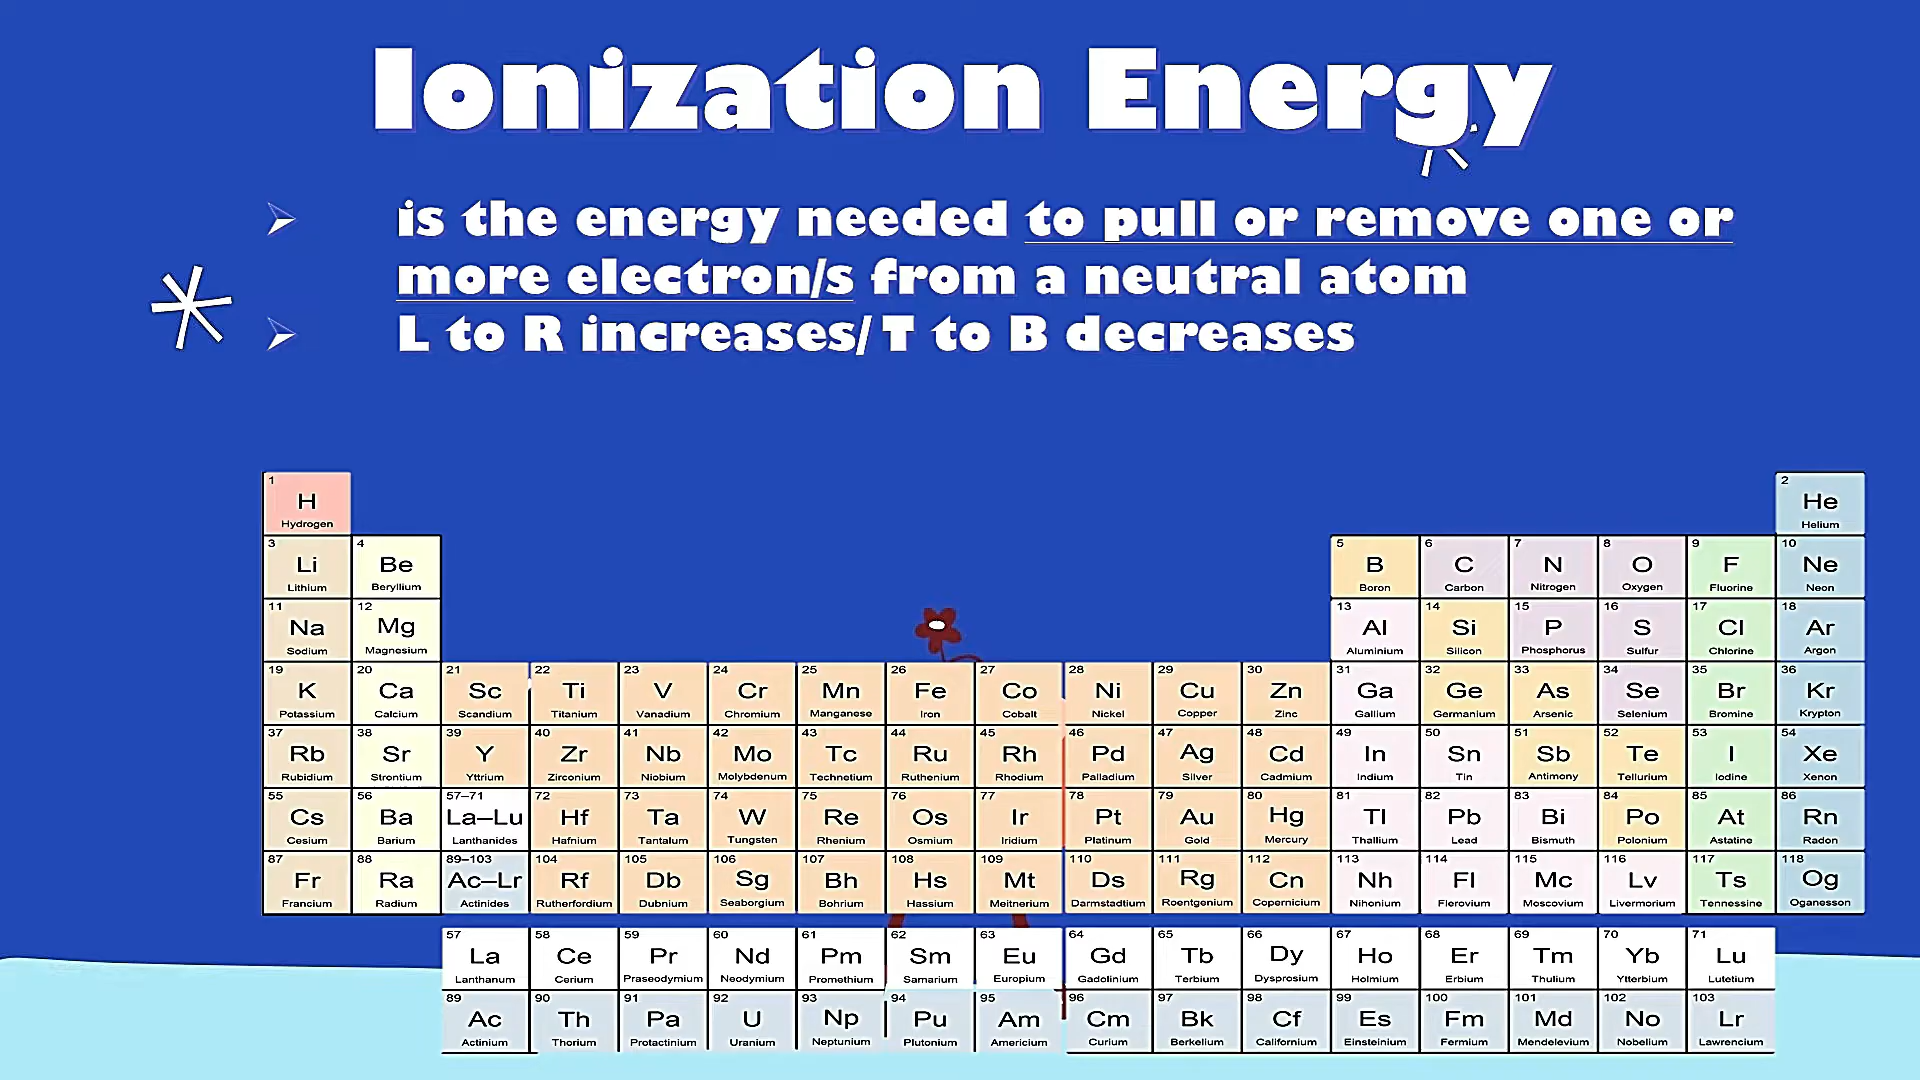 Ionization Energy
is the energy needed to pull or remove one or
more electron/s from a neutral atom
L to R increases/ T to B decreases
1 2
H He
Hydrogen Helium
3 4 5 6 7 8 9 10
Li Be B C N O F Ne
Lithium Beryllium Boron Carbon Nitrogen Oxygen Fluorine Neon
11 12 13 14 15 16 17 18
Na Mg Al Si P S Cl Ar
Sodium Magnesium Aluminium Silicon Phosphorus Sulfur Chlorine Argon
19 20 21 22 23 24 25 26 27 28 29 30 31 32 33 34 35 36
K Ca Sc Ti V Cr Mn Fe Co Ni Cu Zn Ga Ge As Se Br Kr
Potassium Calcium Scandium Titanium Vanadium Chromium Manganese Iron Cobalt Nickel Copper Zinc Gallium Germanium Arsenic Selenium Bromine Krypton
37 38 39 40 41 42 43 44 45 46 47 48 49 50 51 52 53 54
Rb Sr Y Zr Nb Mo Tc Ru Rh Pd Ag Cd In Sn Sb Te I Xe
Rubidium Strontium Yttrium Zirconium Niobium Molybdenum Technetium Ruthenium Rhodium Palladium Silver Cadmium Indium Tin Antimony Tellurium Iodine Xenon
55 56 57–71 72 73 74 75 76 77 78 79 80 81 82 83 84 85 86
Cs Ba La–Lu Hf Ta W Re Os Ir Pt Au Hg Tl Pb Bi Po At Rn
Cesium Barium Lanthanides Hafnium Tantalum Tungsten Rhenium Osmium Iridium Platinum Gold Mercury Thallium Lead Bismuth Polonium Astatine Radon
87 88 89–103 104 105 106 107 108 109 110 111 112 113 114 115 116 117 118
Fr Ra Ac–Lr Rf Db Sg Bh Hs Mt Ds Rg Cn Nh Fl Mc Lv Ts Og
Francium Radium Actinides Rutherfordium Dubnium Seaborgium Bohrium Hassium Meitnerium Darmstadtium Roentgenium Copernicium Nihonium Flerovium Moscovium Livermorium Tennessine Oganesson
57 58 59 60 61 62 63 64 65 66 67 68 69 70 71
La Ce Pr Nd Pm Sm Eu Gd Tb Dy Ho Er Tm Yb Lu
Lanthanum Cerium Praseodymium Neodymium Promethium Samarium Europium Gadolinium Terbium Dysprosium Holmium Erbium Thulium Ytterbium Lutetium
89 90 91 92 93 94 95 96 97 98 99 100 101 102 103
Ac Th Pa U Np Pu Am Cm Bk Cf Es Fm Md No Lr
Actinium Thorium Protactinium Uranium Neptunium Plutonium Americium Curium Berkelium Californium Einsteinium Fermium Mendelevium Nobelium Lawrencium